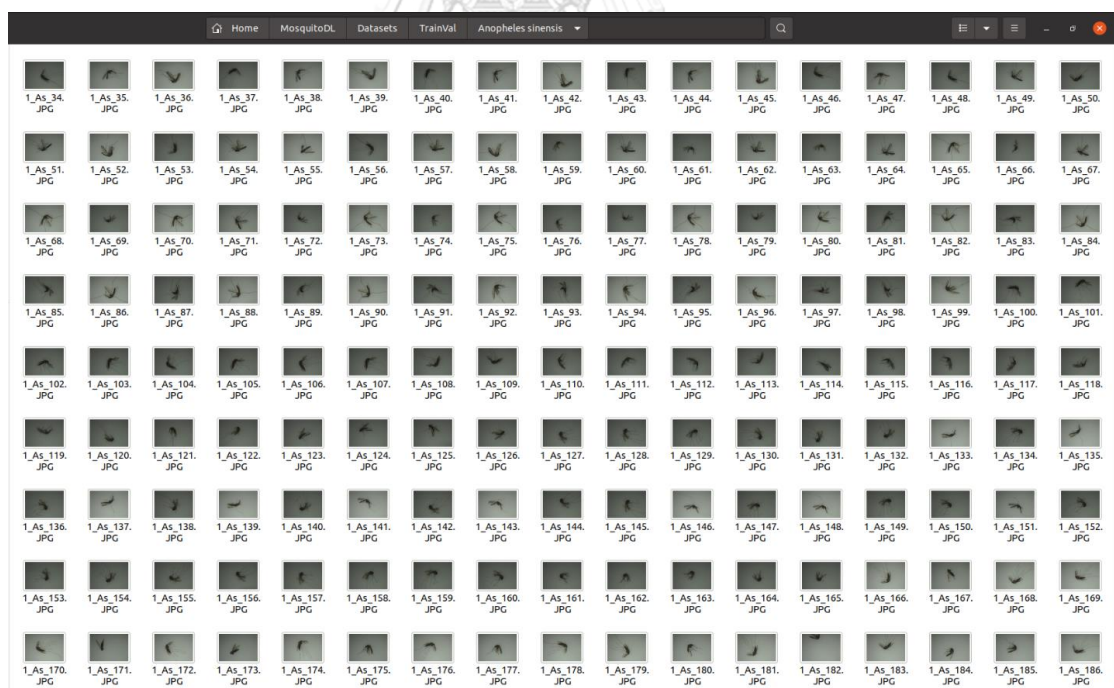 Home MosquitoDL Datasets TrainVal Anopheles sinensis
1_As_34. 1_As_35. 1_As_36. 1_As_37. 1_As_38. 1_As_39. 1_As_40. 1_As_41. 1_As_42. 1_As_43. 1_As_44. 1_As_45. 1_As_46. 1_As_47. 1_As_48. 1_As_49. 1_As_50.
JPG JPG JPG JPG JPG JPG JPG JPG JPG JPG JPG JPG JPG JPG JPG JPG JPG
1_As_51. 1_As_52. 1_As_53. 1_As_54. 1_As_55. 1_As_56. 1_As_57. 1_As_58. 1_As_59. 1_As_60. 1_As_61. 1_As_62. 1_As_63. 1_As_64. 1_As_65. 1_As_66. 1_As_67.
JPG JPG JPG JPG JPG JPG JPG JPG JPG JPG JPG JPG JPG JPG JPG JPG JPG
1_As_68. 1_As_69. 1_As_70. 1_As_71. 1_As_72. 1_As_73. 1_As_74. 1_As_75. 1_As_76. 1_As_77. 1_As_78. 1_As_79. 1_As_80. 1_As_81. 1_As_82. 1_As_83. 1_As_84.
JPG JPG JPG JPG JPG JPG JPG JPG JPG JPG JPG JPG JPG JPG JPG JPG JPG
1_As_85. 1_As_86. 1_As_87. 1_As_88. 1_As_89. 1_As_90. 1_As_91. 1_As_92. 1_As_93. 1_As_94. 1_As_95. 1_As_96. 1_As_97. 1_As_98. 1_As_99. 1_As_100. 1_As_101.
JPG JPG JPG JPG JPG JPG JPG JPG JPG JPG JPG JPG JPG JPG JPG JPG JPG
1_As_102. 1_As_103. 1_As_104. 1_As_105. 1_As_106. 1_As_107. 1_As_108. 1_As_109. 1_As_110. 1_As_111. 1_As_112. 1_As_113. 1_As_114. 1_As_115. 1_As_116. 1_As_117. 1_As_118.
JPG JPG JPG JPG JPG JPG JPG JPG JPG JPG JPG JPG JPG JPG JPG JPG JPG
1_As_119. 1_As_120. 1_As_121. 1_As_122. 1_As_123. 1_As_124. 1_As_125. 1_As_126. 1_As_127. 1_As_128. 1_As_129. 1_As_130. 1_As_131. 1_As_132. 1_As_133. 1_As_134. 1_As_135.
JPG JPG JPG JPG JPG JPG JPG JPG JPG JPG JPG JPG JPG JPG JPG JPG JPG
1_As_136. 1_As_137. 1_As_138. 1_As_139. 1_As_140. 1_As_141. 1_As_142. 1_As_143. 1_As_144. 1_As_145. 1_As_146. 1_As_147. 1_As_148. 1_As_149. 1_As_150. 1_As_151. 1_As_152.
JPG JPG JPG JPG JPG JPG JPG JPG JPG JPG JPG JPG JPG JPG JPG JPG JPG
1_As_153. 1_As_154. 1_As_155. 1_As_156. 1_As_157. 1_As_158. 1_As_159. 1_As_160. 1_As_161. 1_As_162. 1_As_163. 1_As_164. 1_As_165. 1_As_166. 1_As_167. 1_As_168. 1_As_169.
JPG JPG JPG JPG JPG JPG JPG JPG JPG JPG JPG JPG JPG JPG JPG JPG JPG
1_As_170. 1_As_171. 1_As_172. 1_As_173. 1_As_174. 1_As_175. 1_As_176. 1_As_177. 1_As_178. 1_As_179. 1_As_180. 1_As_181. 1_As_182. 1_As_183. 1_As_184. 1_As_185. 1_As_186.
JPG JPG JPG JPG JPG JPG JPG JPG JPG JPG JPG JPG JPG JPG JPG JPG JPG